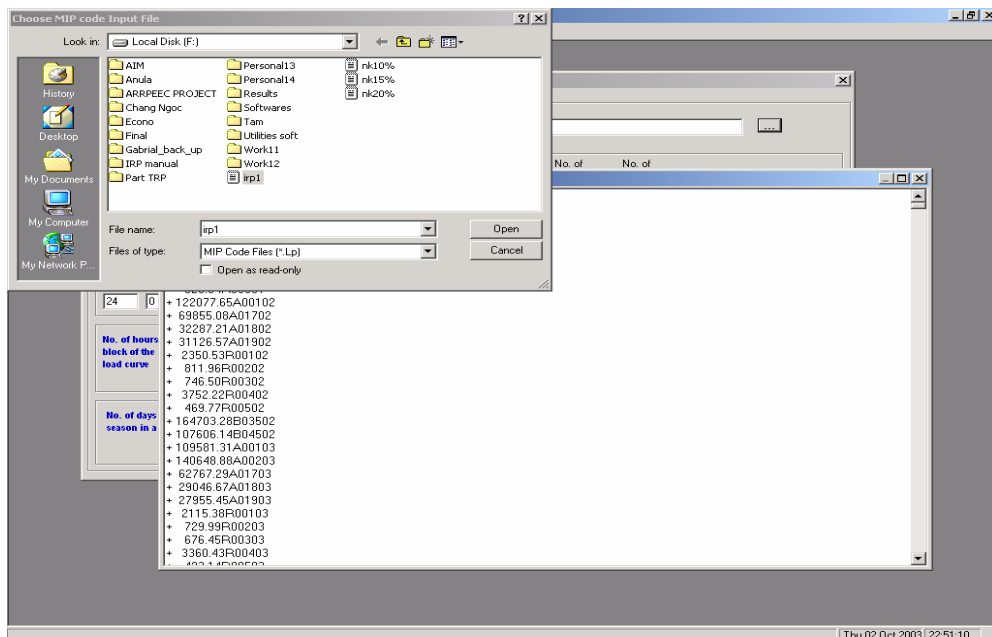 Choose MIP code Input File
Look in: Local Disk (F:)
History
Desktop
My Documents
My Computer
My Network P...
AIM
Anula
ARRPEEC PROJECT
Chang Ngoc
Econo
Final
Gabrial_back_up
IRP manual
Part TRP
Personal13
Personal14
Results
Softwares
Tam
Utilities soft
Work11
Work12
irp1
nk10%
nk15%
nk20%
File name: irp1 Open
Files of type: MIP Code Files (*.Lp) Cancel
Open as read-only
...
No. of No. of
24 0
No. of hours
block of the
load curve
No. of days
season in a
+ 122077.65A00102
+ 69855.08A01702
+ 32287.21A01802
+ 31126.57A01902
+ 2350.53R00102
+ 811.96R00202
+ 746.50R00302
+ 3752.22R00402
+ 469.77R00502
+ 164703.28B03502
+ 107606.14B04502
+ 109581.31A00103
+ 140648.88A00203
+ 62767.29A01703
+ 29046.67A01803
+ 27955.45A01903
+ 2115.38R00103
+ 729.99R00203
+ 676.45R00303
+ 3360.43R00403
Thu 02 Oct 2003 22:51:10